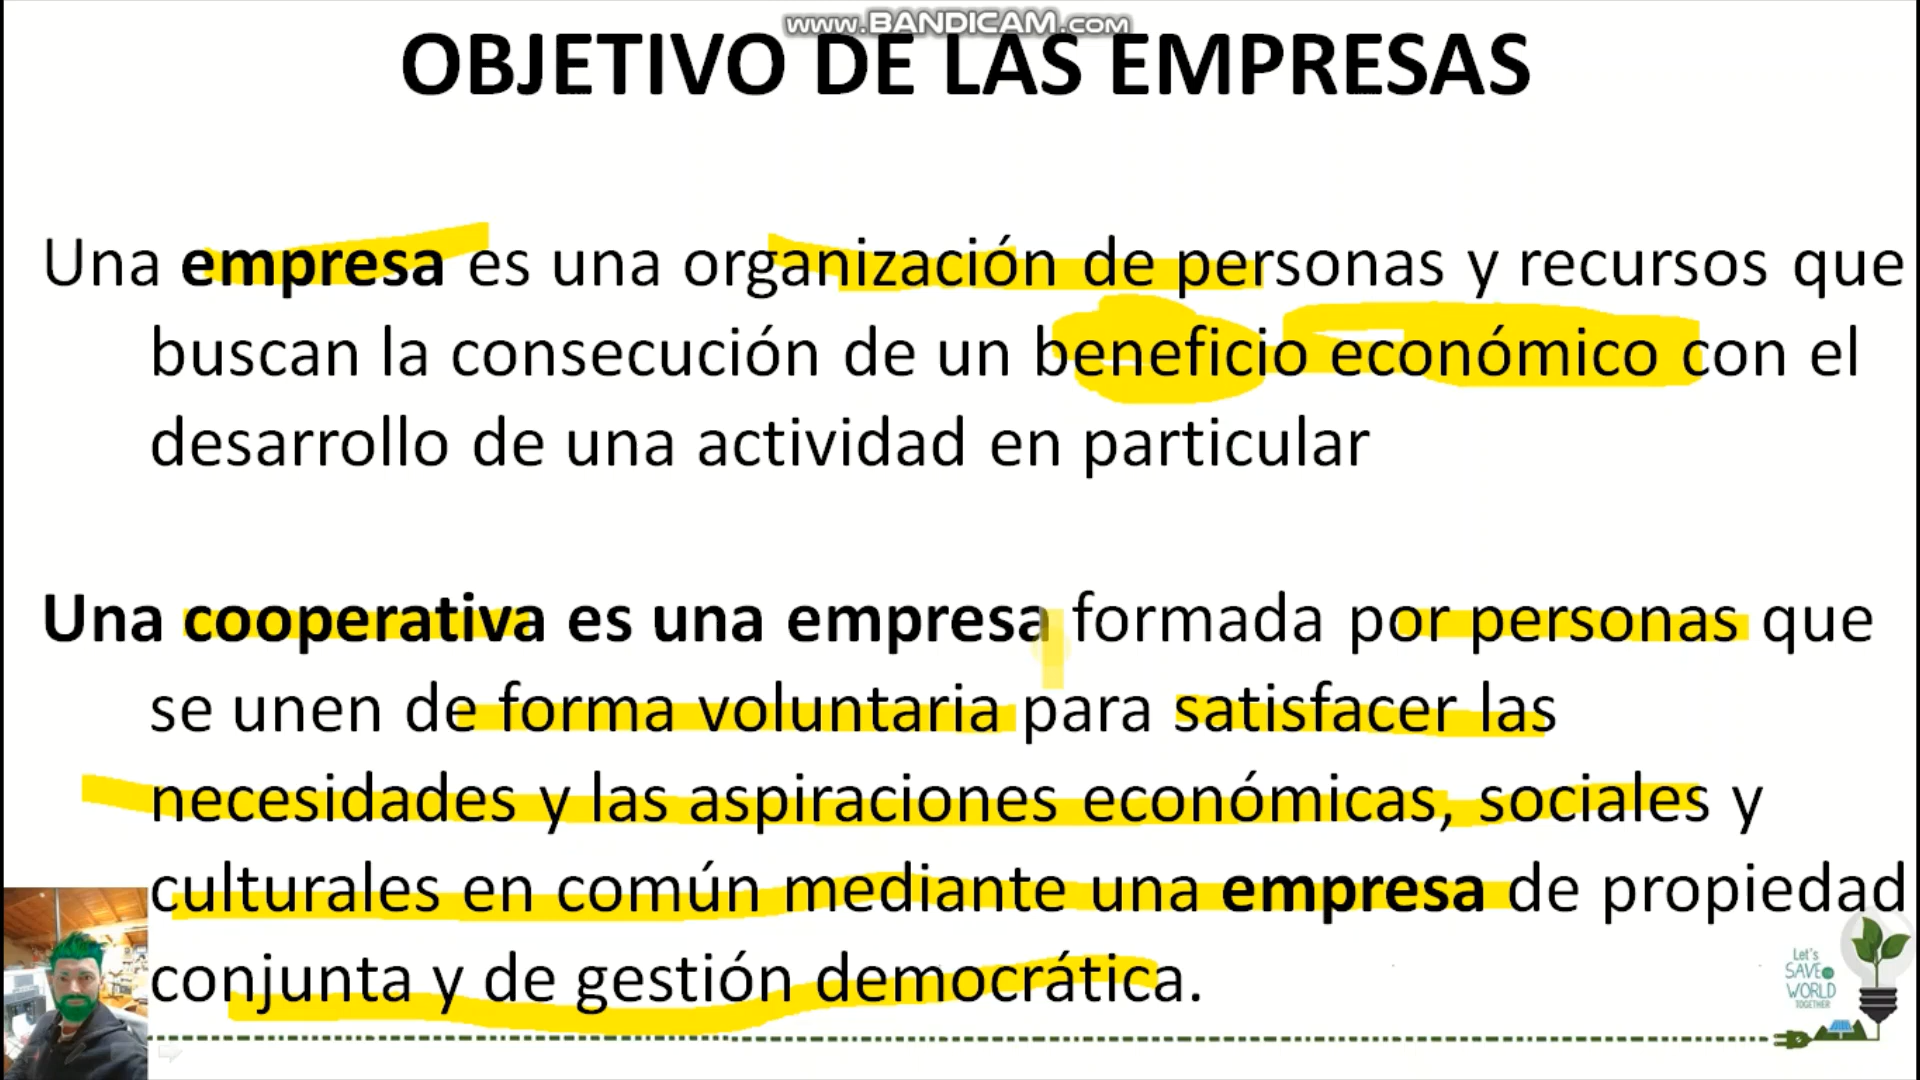 www.BANDICAM.com
OBJETIVO DE LAS EMPRESAS
Una empresa es una organización de personas y recursos que
buscan la consecución de un beneficio económico con el
desarrollo de una actividad en particular
Una cooperativa es una empresa formada por personas que
se unen de forma voluntaria para satisfacer las
necesidades y las aspiraciones económicas, sociales y
culturales en común mediante una empresa de propiedad
conjunta y de gestión democrática.
Let's
SAVE
WORLD
TOGETHER